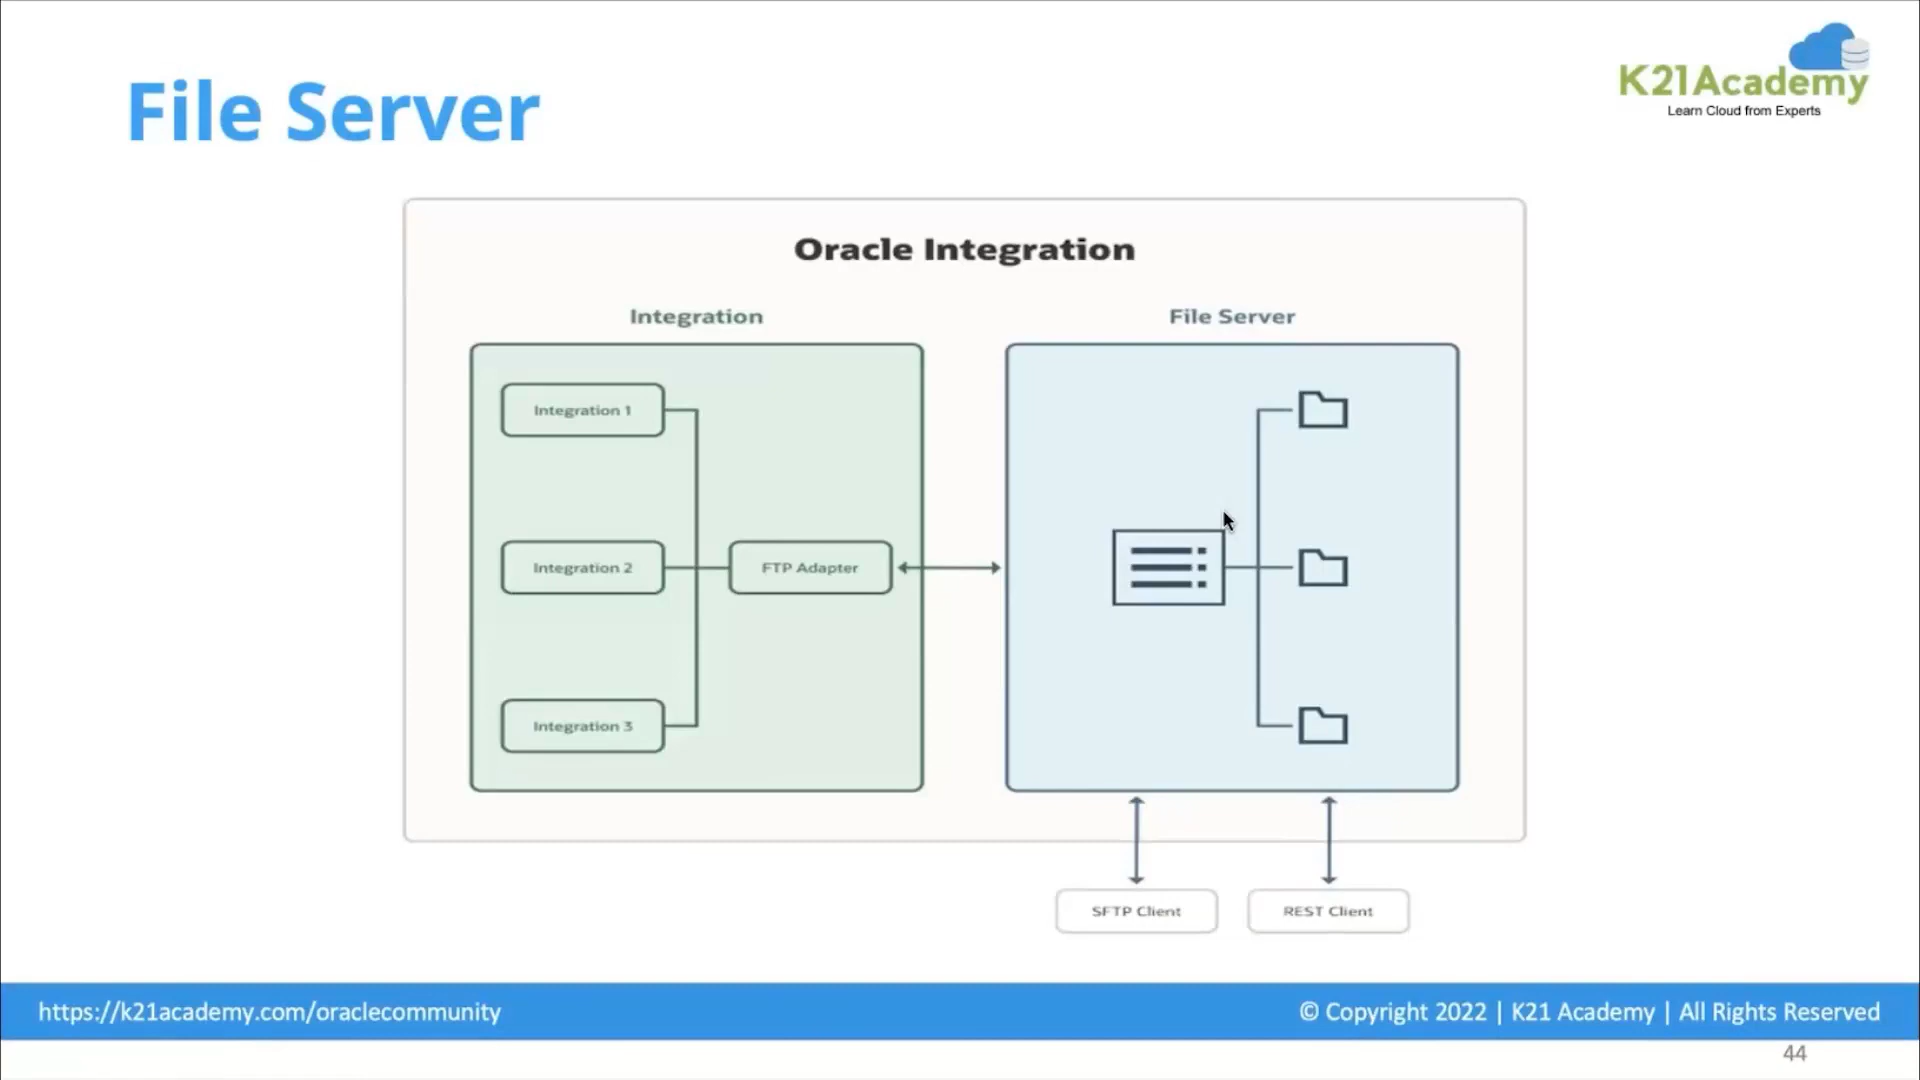 File Server
K21Academy
Learn Cloud from Experts
Oracle Integration
Integration
File Server
Integration 1
Integration 2
FTP Adapter
Integration 3
SFTP Client
REST Client
https://k21academy.com/oraclecommunity
© Copyright 2022 | K21 Academy | All Rights Reserved
44